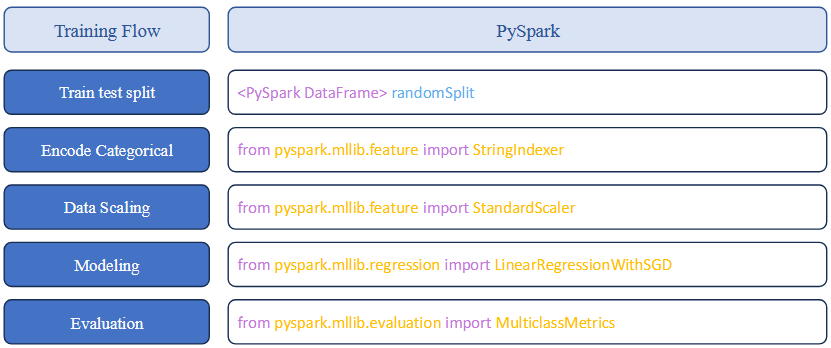 Training Flow
PySpark
Train test split
<PySpark DataFrame> randomSplit
Encode Categorical
from pyspark.mllib.feature import StringIndexer
Data Scaling
from pyspark.mllib.feature import StandardScaler
Modeling
from pyspark.mllib.regression import LinearRegressionWithSGD
Evaluation
from pyspark.mllib.evaluation import MulticlassMetrics